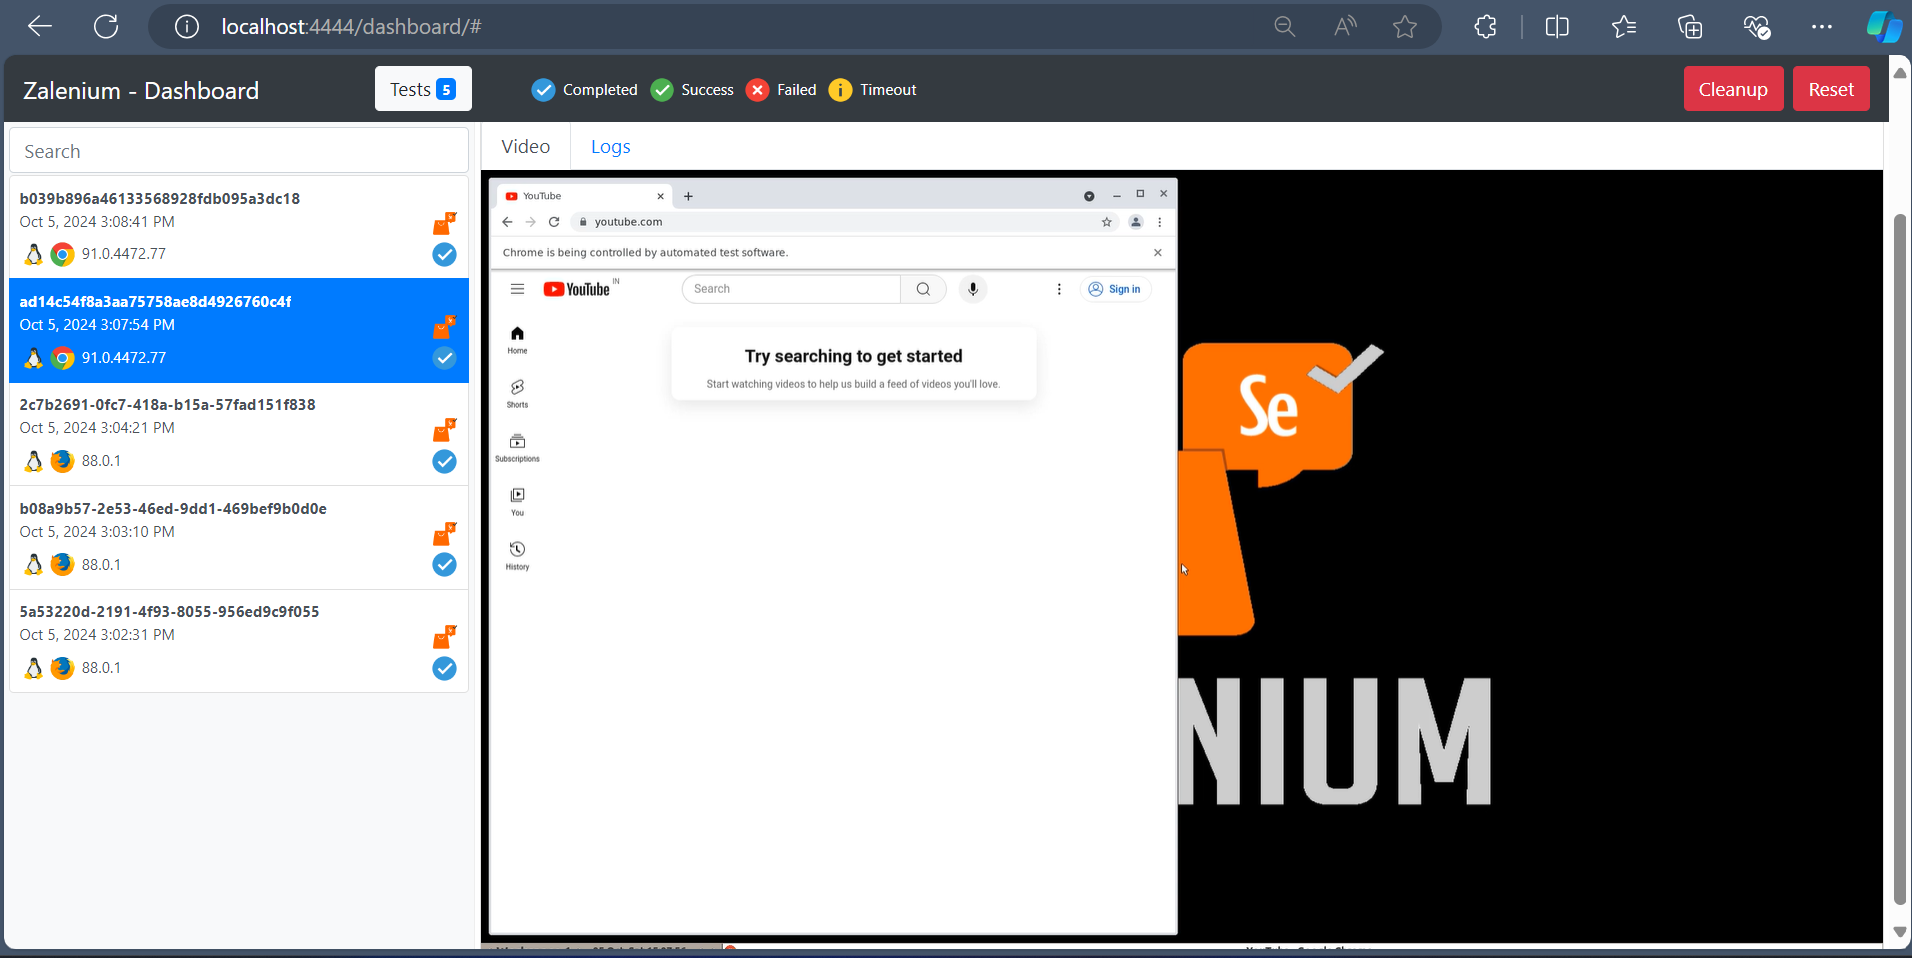 localhost:4444/dashboard/#
Zalenium - Dashboard
Tests 5
Completed Success Failed Timeout
Cleanup Reset
Search
b039b896a46133568928fdb095a3dc18
Oct 5, 2024 3:08:41 PM
91.0.4472.77
ad14c54f8a3aa75758ae8d4926760c4f
Oct 5, 2024 3:07:54 PM
91.0.4472.77
2c7b2691-0fc7-418a-b15a-57fad151f838
Oct 5, 2024 3:04:21 PM
88.0.1
b08a9b57-2e53-46ed-9dd1-469bef9b0d0e
Oct 5, 2024 3:03:10 PM
88.0.1
5a53220d-2191-4f93-8055-956ed9c9f055
Oct 5, 2024 3:02:31 PM
88.0.1
Video Logs
YouTube
youtube.com
Chrome is being controlled by automated test software.
YouTube IN
Search
Sign in
Home
Shorts
Subscriptions
You
History
Try searching to get started
Start watching videos to help us build a feed of videos you'll love.
Se
NIUM